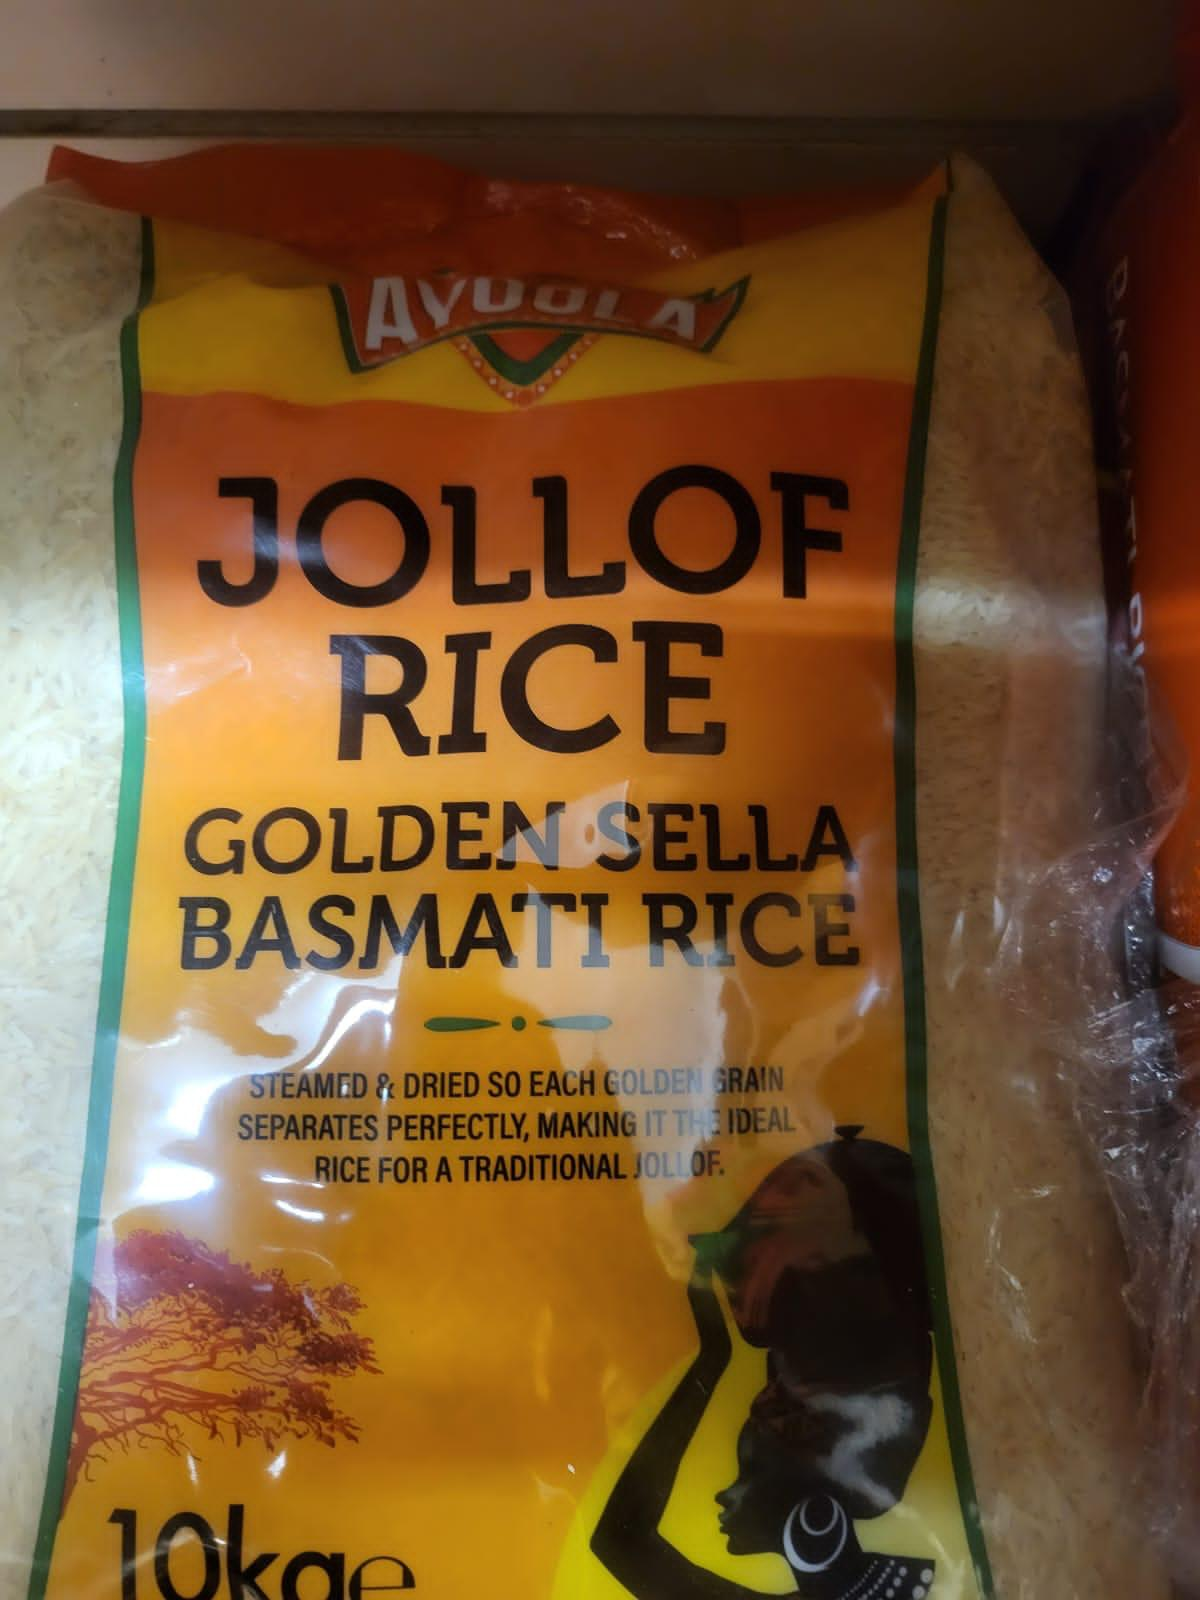 AYOOLA
JOLLOF
RICE
GOLDEN SELLA
BASMATI RICE
STEAMED & DRIED SO EACH GOLDEN GRAIN
SEPARATES PERFECTLY, MAKING IT THE IDEAL
RICE FOR A TRADITIONAL JOLLOF.
10kg℮
BASMATI